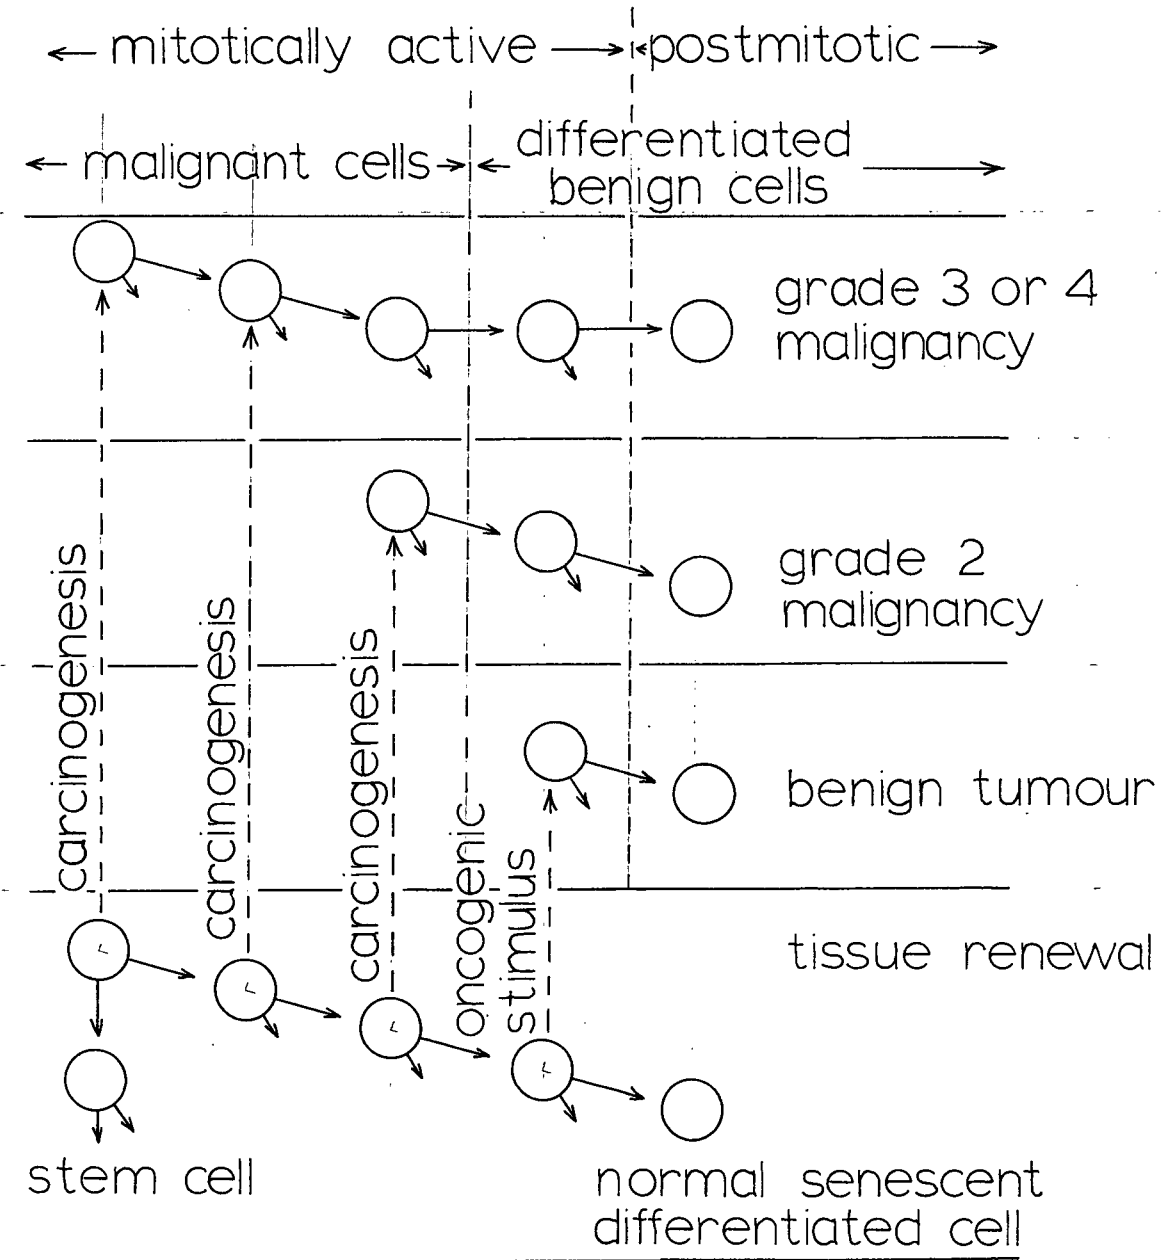 mitotically active
postmitotic
malignant cells
differentiated
benign cells
grade 3 or 4
malignancy
grade 2
malignancy
carcinogenesis
carcinogenesis
carcinogenesis
oncogenic
stimulus
benign tumour
tissue renewal
stem cell
normal senescent
differentiated cell